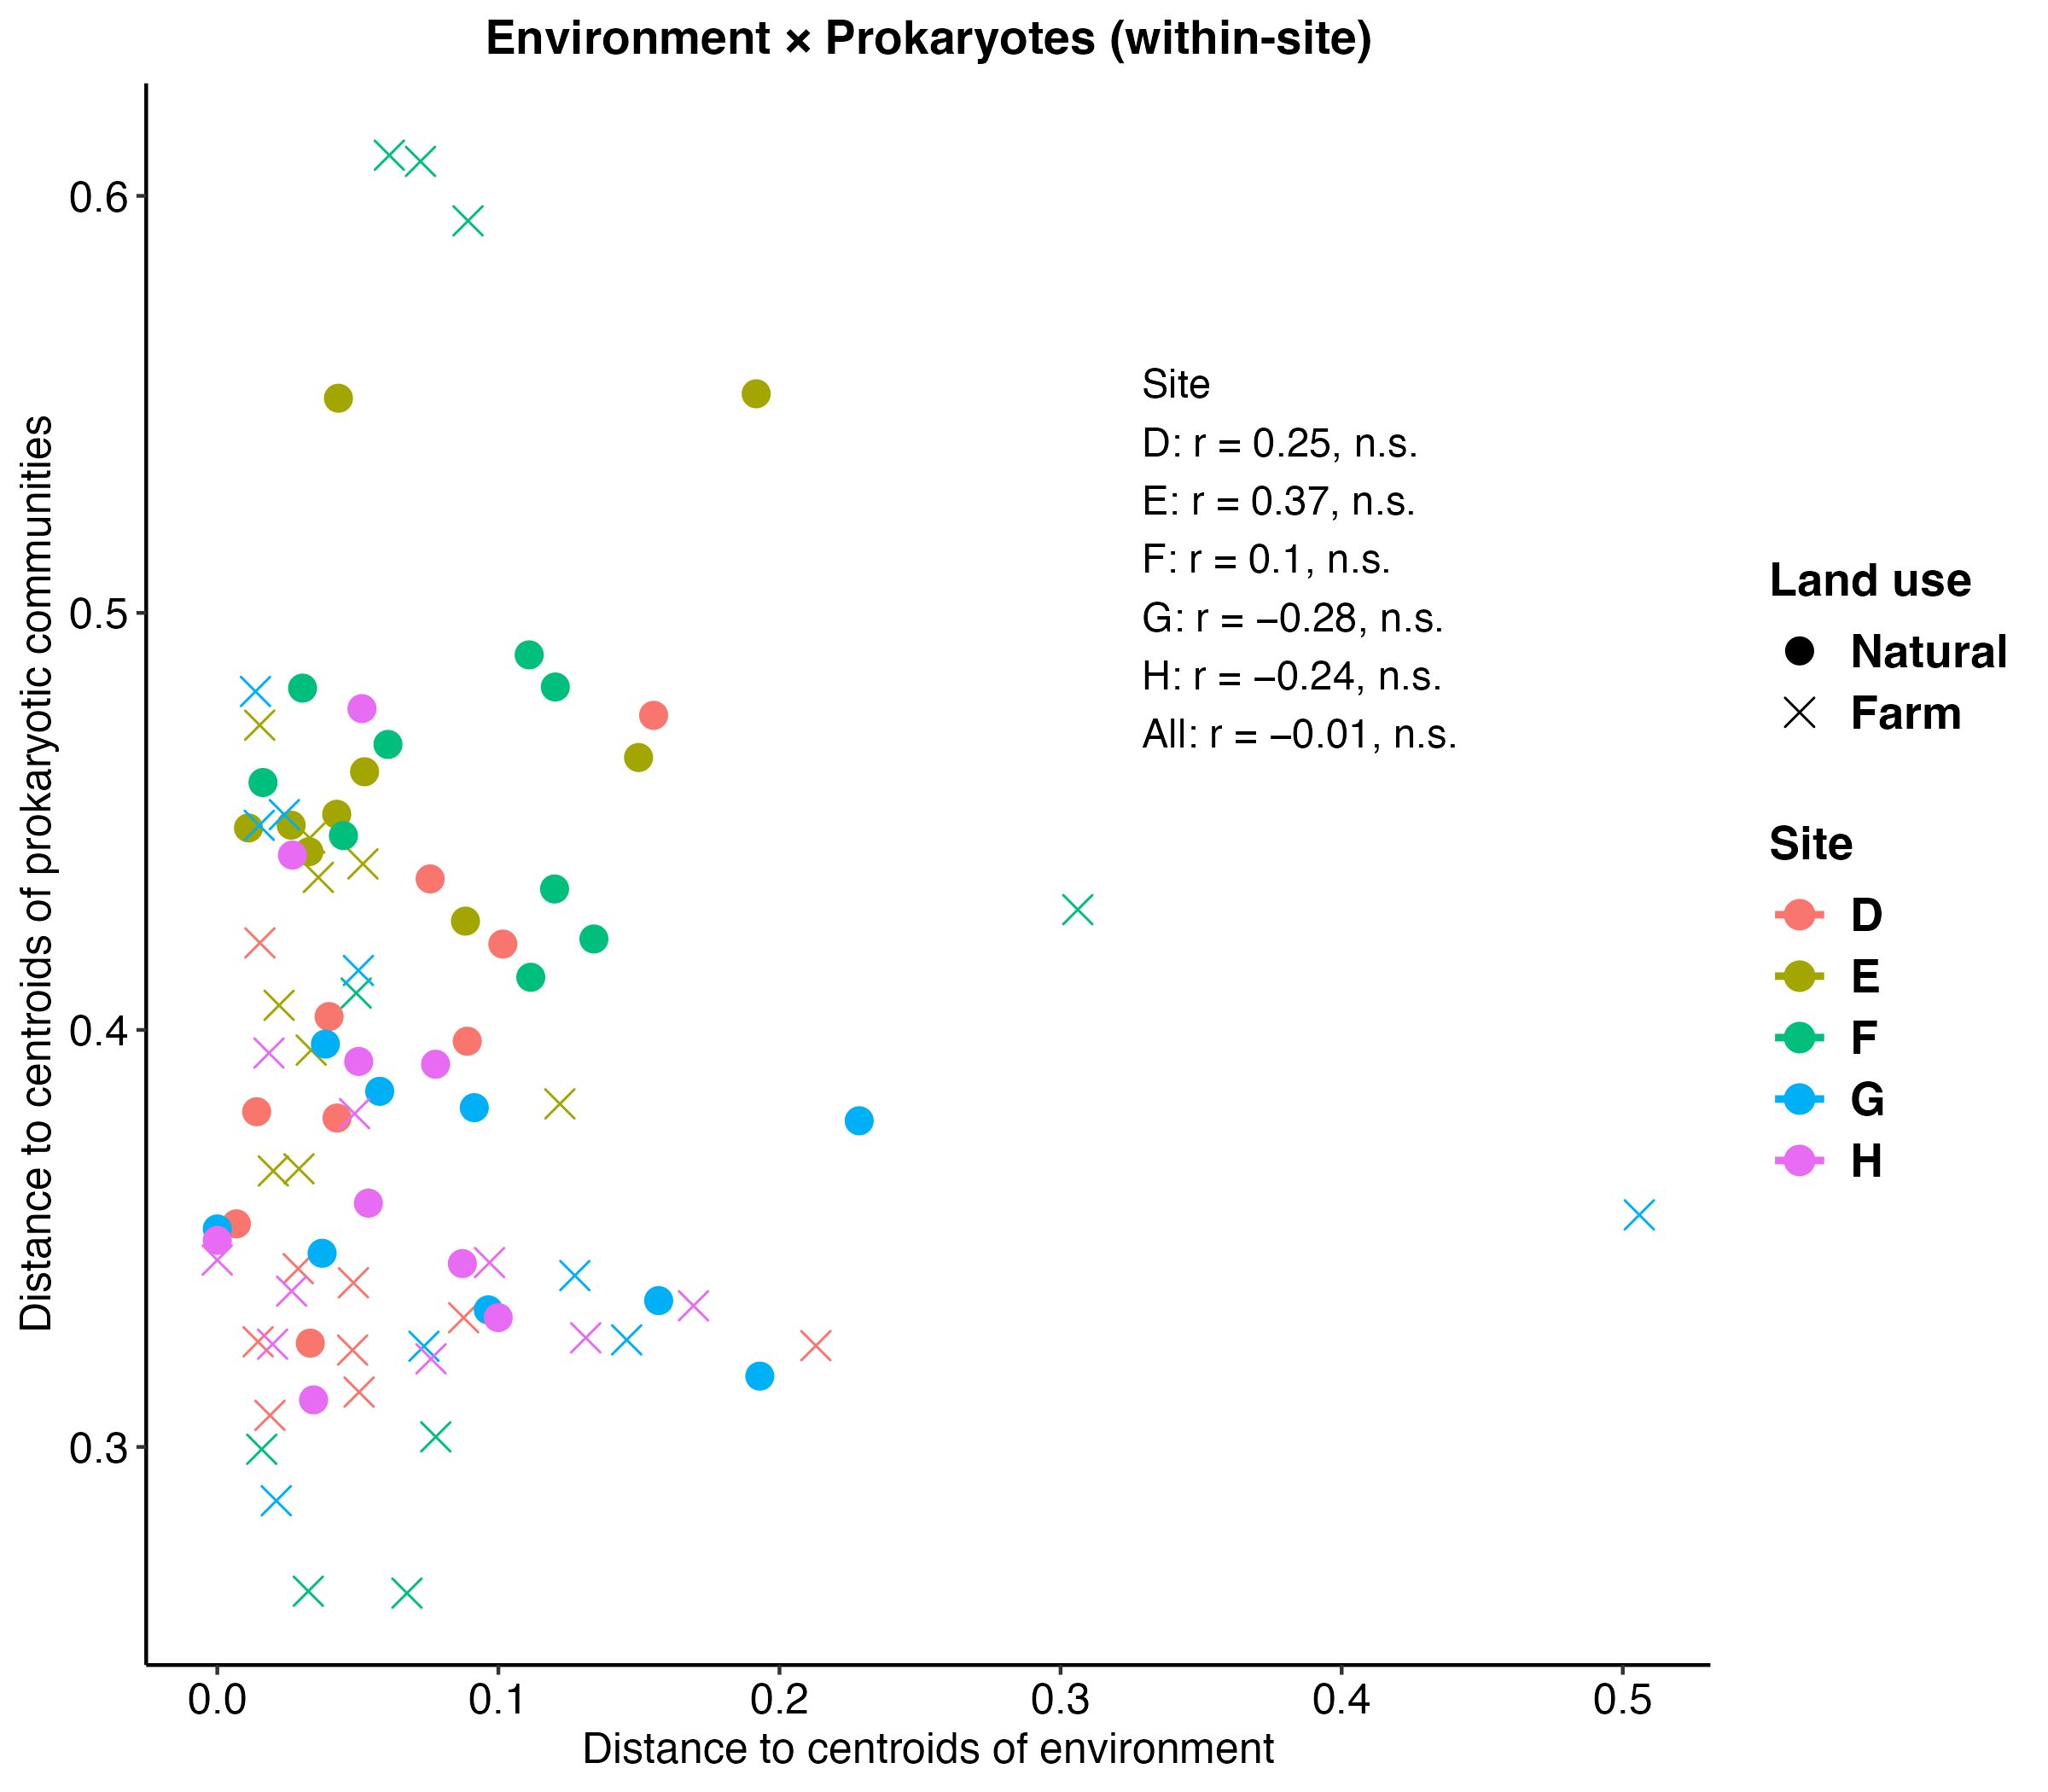 Environment × Prokaryotes (within-site)
Distance to centroids of prokaryotic communities
0.6
0.5
0.4
0.3
Site
D: r = 0.25, n.s.
E: r = 0.37, n.s.
F: r = 0.1, n.s.
G: r = −0.28, n.s.
H: r = −0.24, n.s.
All: r = −0.01, n.s.
Land use
Natural
Farm
Site
D
E
F
G
H
0.0 0.1 0.2 0.3 0.4 0.5
Distance to centroids of environment